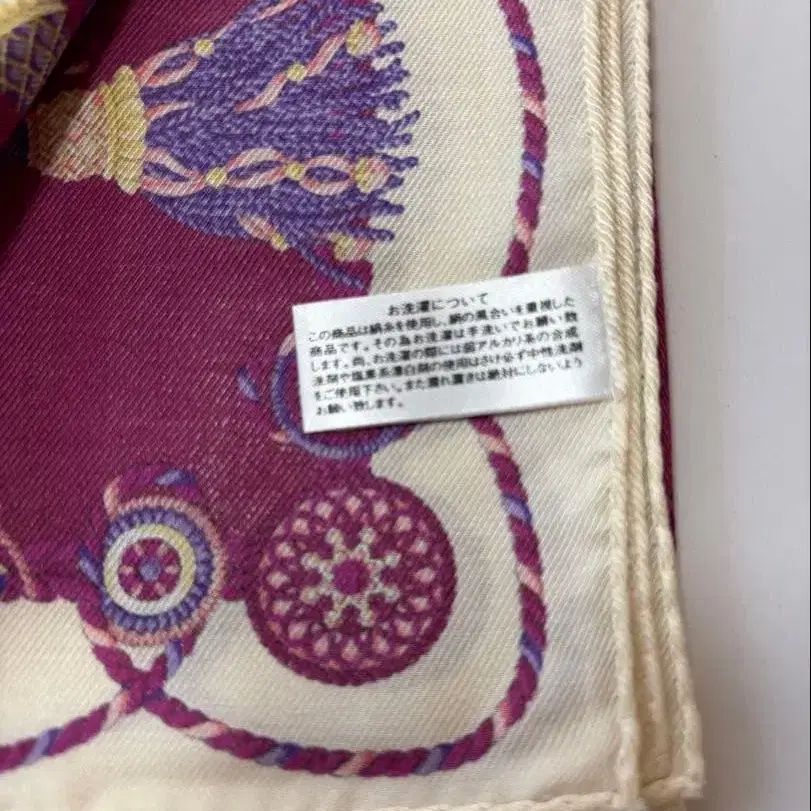 お洗濯について
この商品は絹糸を使用し、絹の風合いを重視した
商品です。その為お洗濯は手洗いでお願い致
します。尚、お洗濯の際には弱アルカリ系の合成
洗剤や塩素系漂白剤の使用はさけ必ず中性洗剤
をご使用下さい。また濡れ置きは絶対にしないよう
お願い致します。